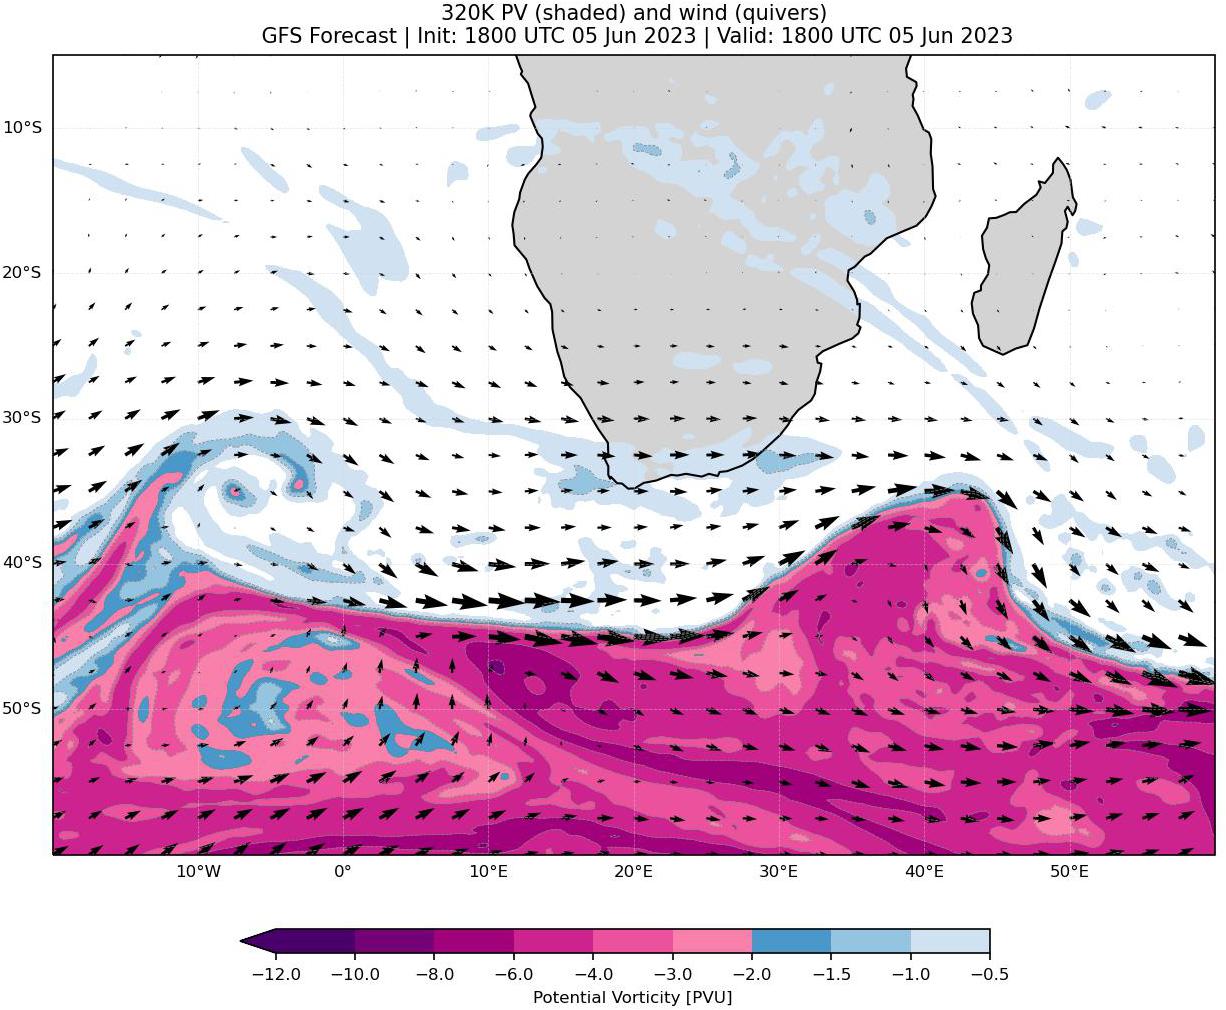 320K PV (shaded) and wind (quivers)
GFS Forecast | Init: 1800 UTC 05 Jun 2023 | Valid: 1800 UTC 05 Jun 2023
10°S
20°S
30°S
40°S
50°S
10°W 0° 10°E 20°E 30°E 40°E 50°E
−12.0 −10.0 −8.0 −6.0 −4.0 −3.0 −2.0 −1.5 −1.0 −0.5
Potential Vorticity [PVU]